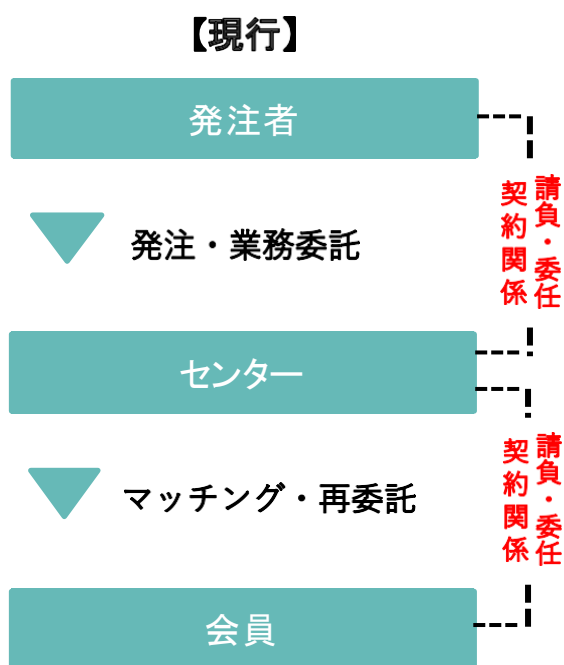 【現行】
発注者
発注・業務委託
請負・委任
契約関係
センター
マッチング・再委託
請負・委任
契約関係
会員